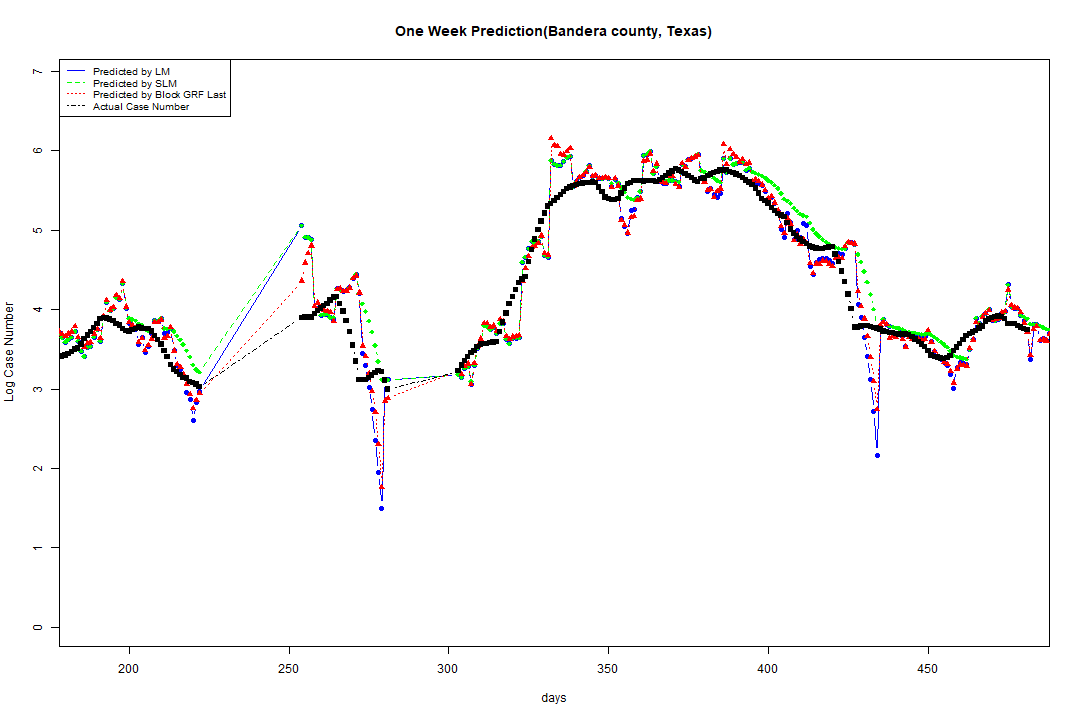 One Week Prediction(Bandera county, Texas)
Predicted by LM
Predicted by SLM
Predicted by Block GRF Last
Actual Case Number
7
6
5
4
3
2
1
0
Log Case Number
200 250 300 350 400 450
days